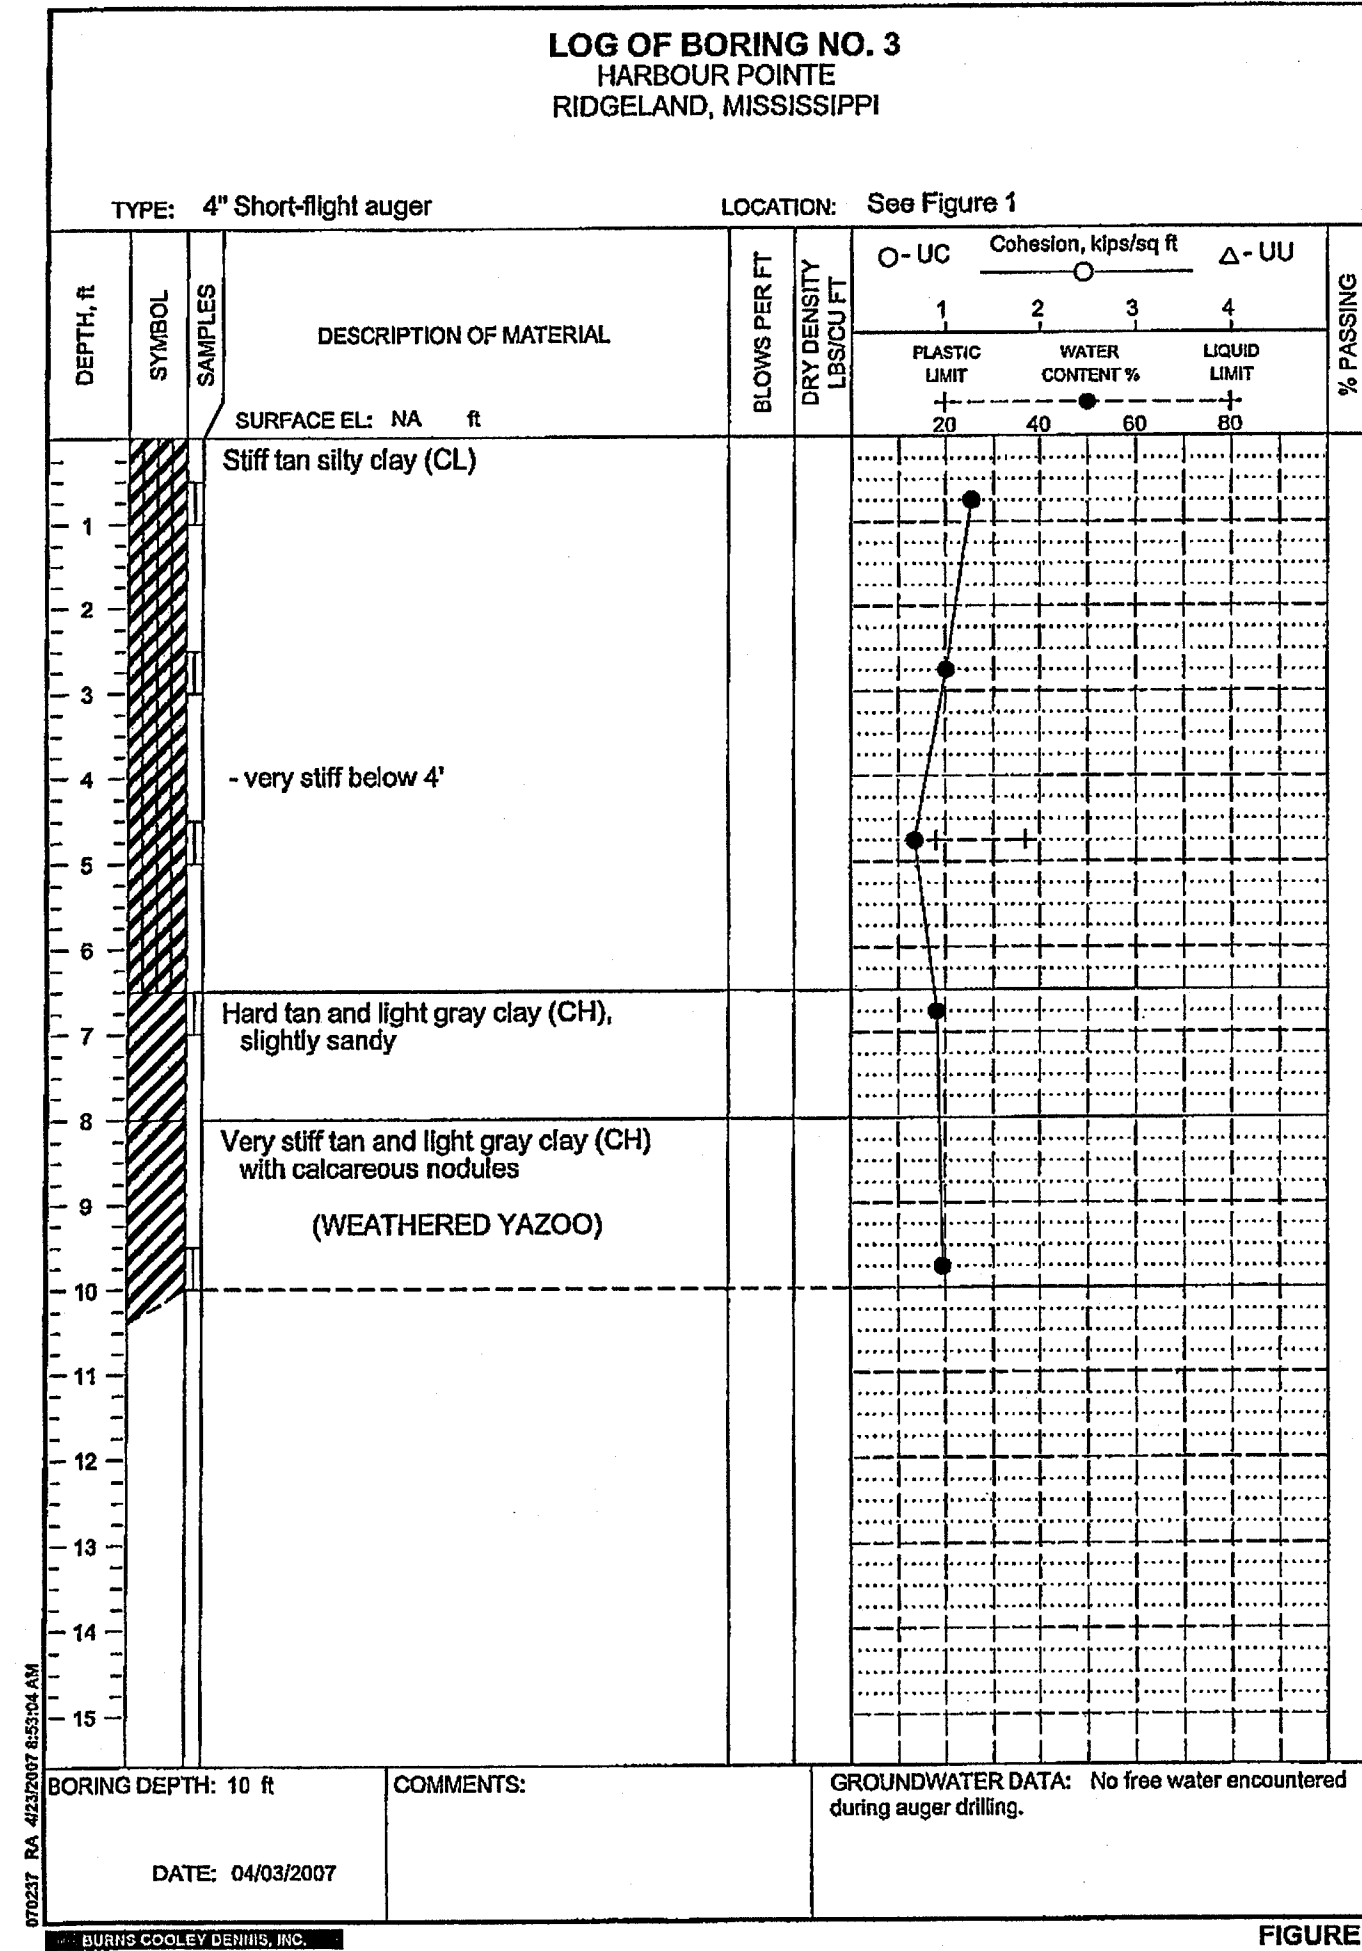 LOG OF BORING NO. 3
HARBOUR POINTE
RIDGELAND, MISSISSIPPI
TYPE: 4" Short-flight auger
LOCATION: See Figure 1
DEPTH, ft
SYMBOL
SAMPLES
DESCRIPTION OF MATERIAL
SURFACE EL: NA ft
BLOWS PER FT
DRY DENSITY
LBS/CU FT
- UC
Cohesion, kips/sq ft
- UU
1 2 3 4
PLASTIC
LIMIT
WATER
CONTENT %
LIQUID
LIMIT
20 40 60 80
% PASSING
Stiff tan silty clay (CL)
1
2
3
4
- very stiff below 4'
5
6
Hard tan and light gray clay (CH),
slightly sandy
7
8
Very stiff tan and light gray clay (CH)
with calcareous nodules
9
(WEATHERED YAZOO)
10
11
12
13
14
15
BORING DEPTH: 10 ft
DATE: 04/03/2007
COMMENTS:
GROUNDWATER DATA: No free water encountered
during auger drilling.
070237 RA 4/23/2007 8:53:04 AM
BURNS COOLEY DENNIS, INC.
FIGURE